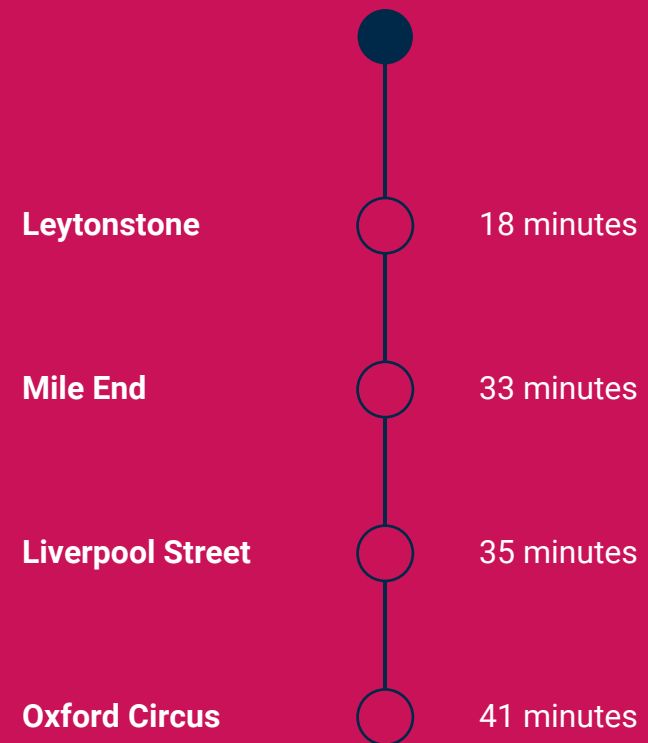 Leytonstone 18 minutes
Mile End 33 minutes
Liverpool Street 35 minutes
Oxford Circus 41 minutes